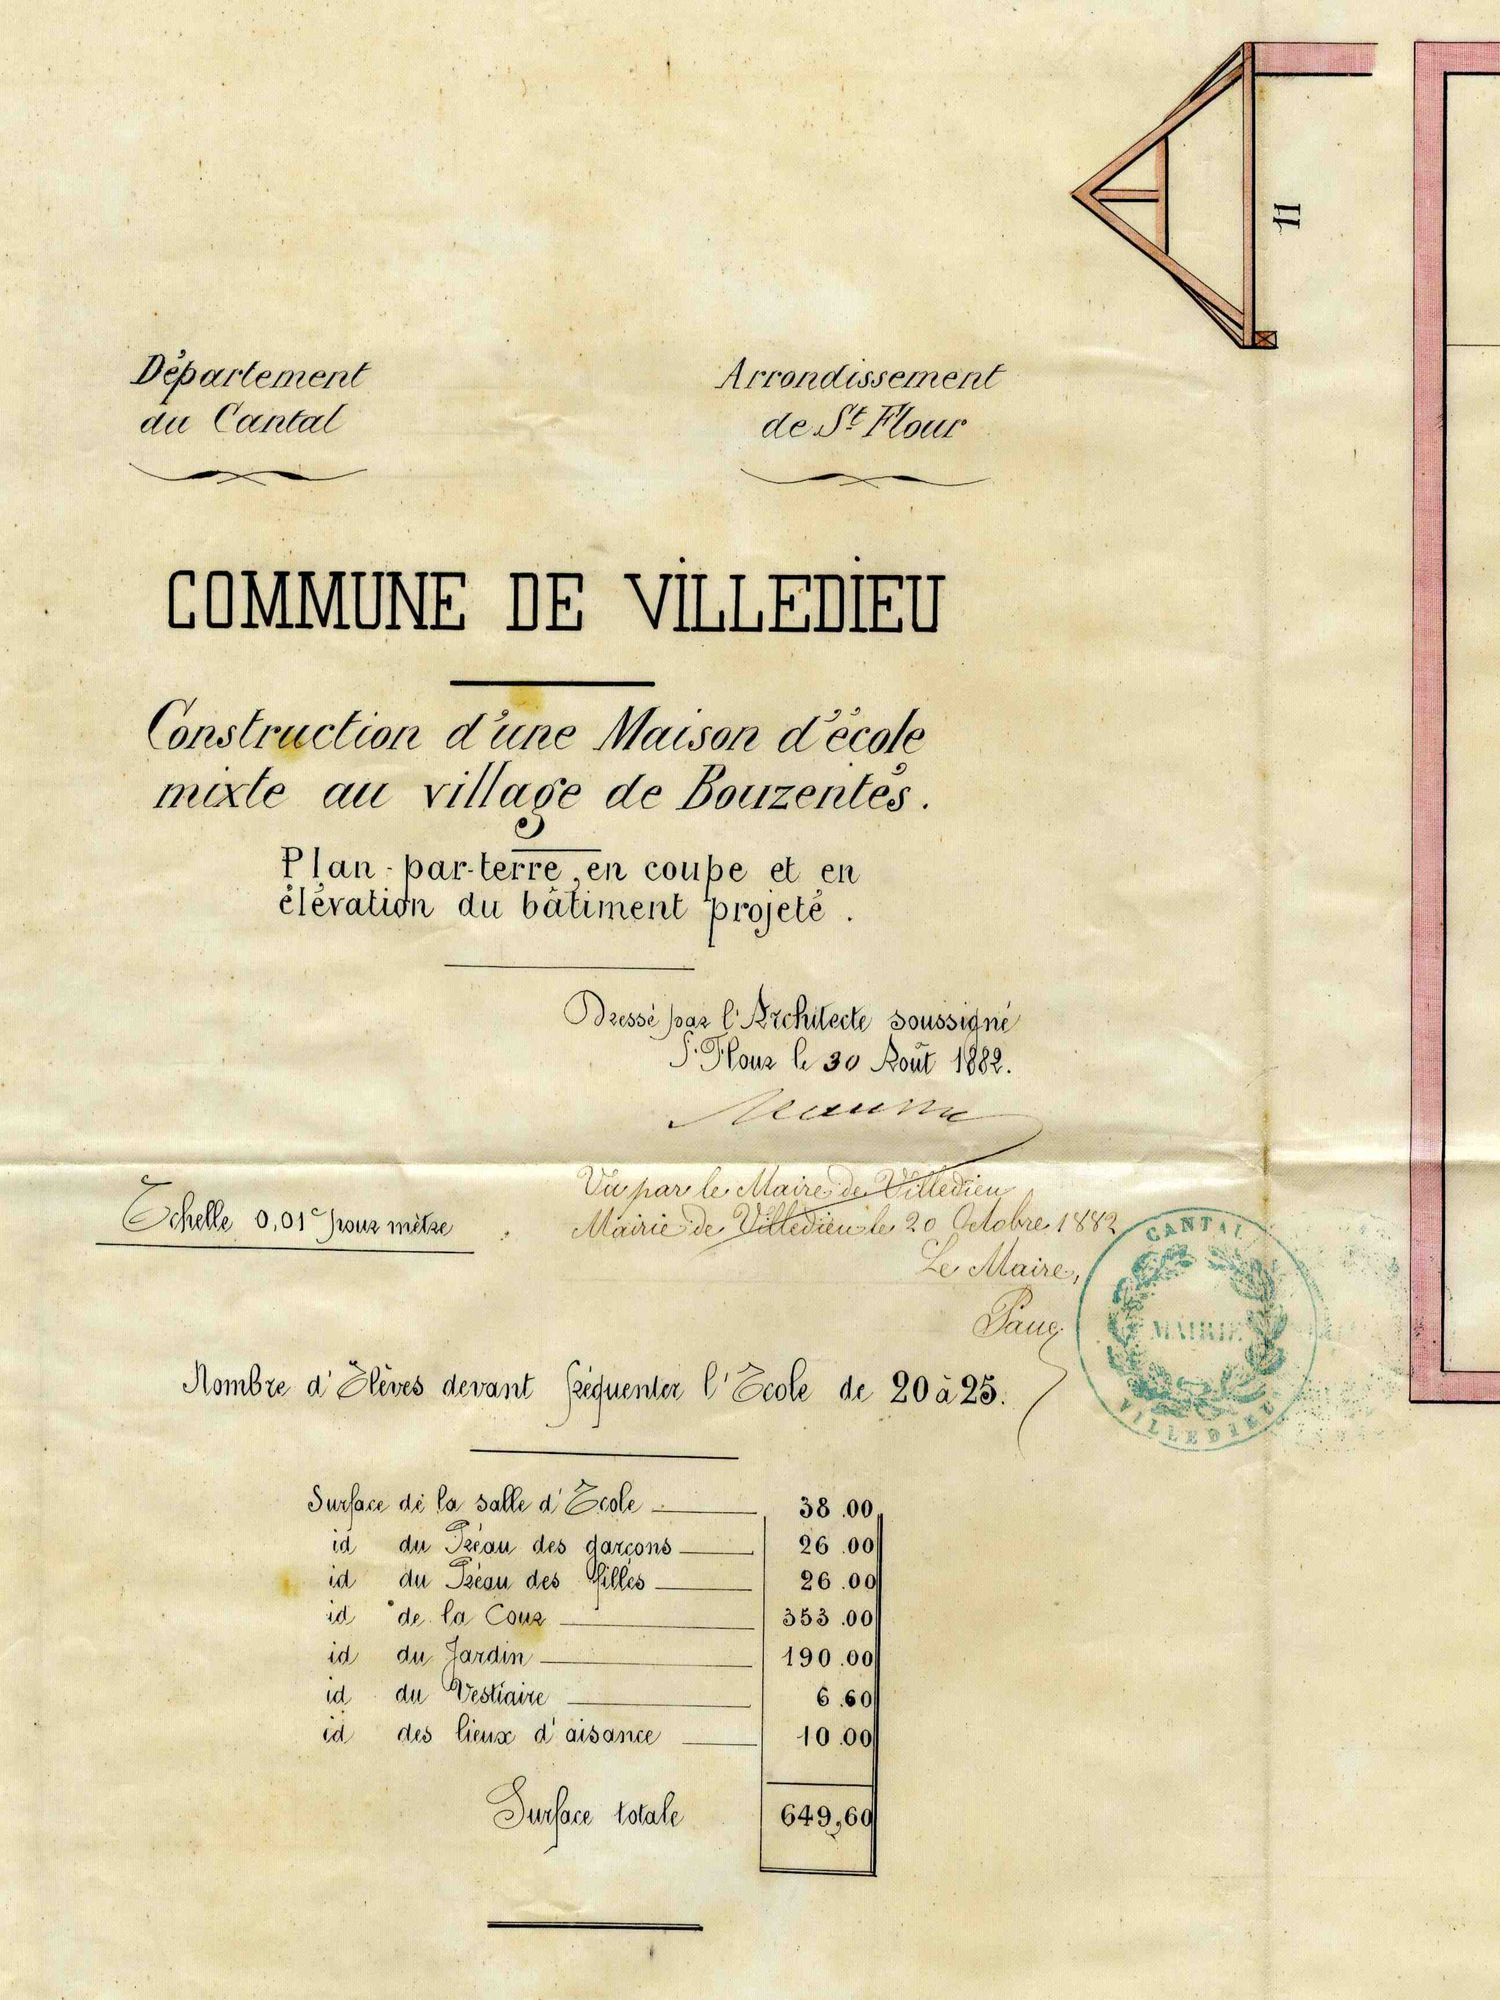 Département
du Cantal
Arrondissement
de St Flour
COMMUNE DE VILLEDIEU
Construction d'une Maison d'école
mixte au village de Bouzentès.
Plan-par-terre, en coupe et en
élévation du bâtiment projeté.
Dressé par l'Architecte soussigné
St Flour le 30 Août 1882.
Vu par le Maire de Villedieu
Mairie de Villedieu le 20 Octobre 1882
Le Maire,
Echelle 0,01c pour mètre
CANTAL
MAIRIE
VILLEDIEU
Nombre d'Elèves devant fréquenter l'Ecole de 20 à 25.
Surface de la salle d'Ecole 38.00
id du Préau des garçons 26.00
id du Préau des filles 26.00
id de la Cour 353.00
id du Jardin 190.00
id du Vestiaire 6.60
id des lieux d'aisance 10.00
Surface totale 649,60
11